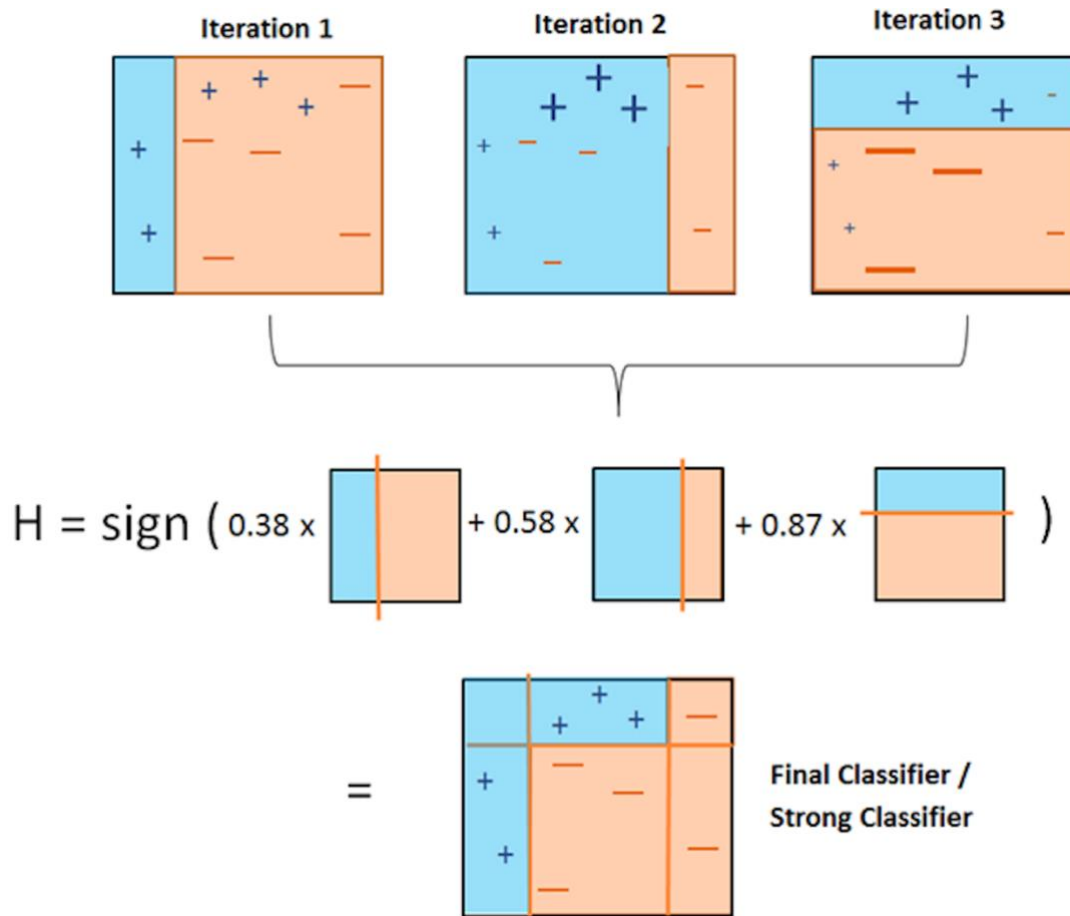 Iteration 1 Iteration 2 Iteration 3
H = sign ( 0.38 x + 0.58 x + 0.87 x )
= Final Classifier /
Strong Classifier